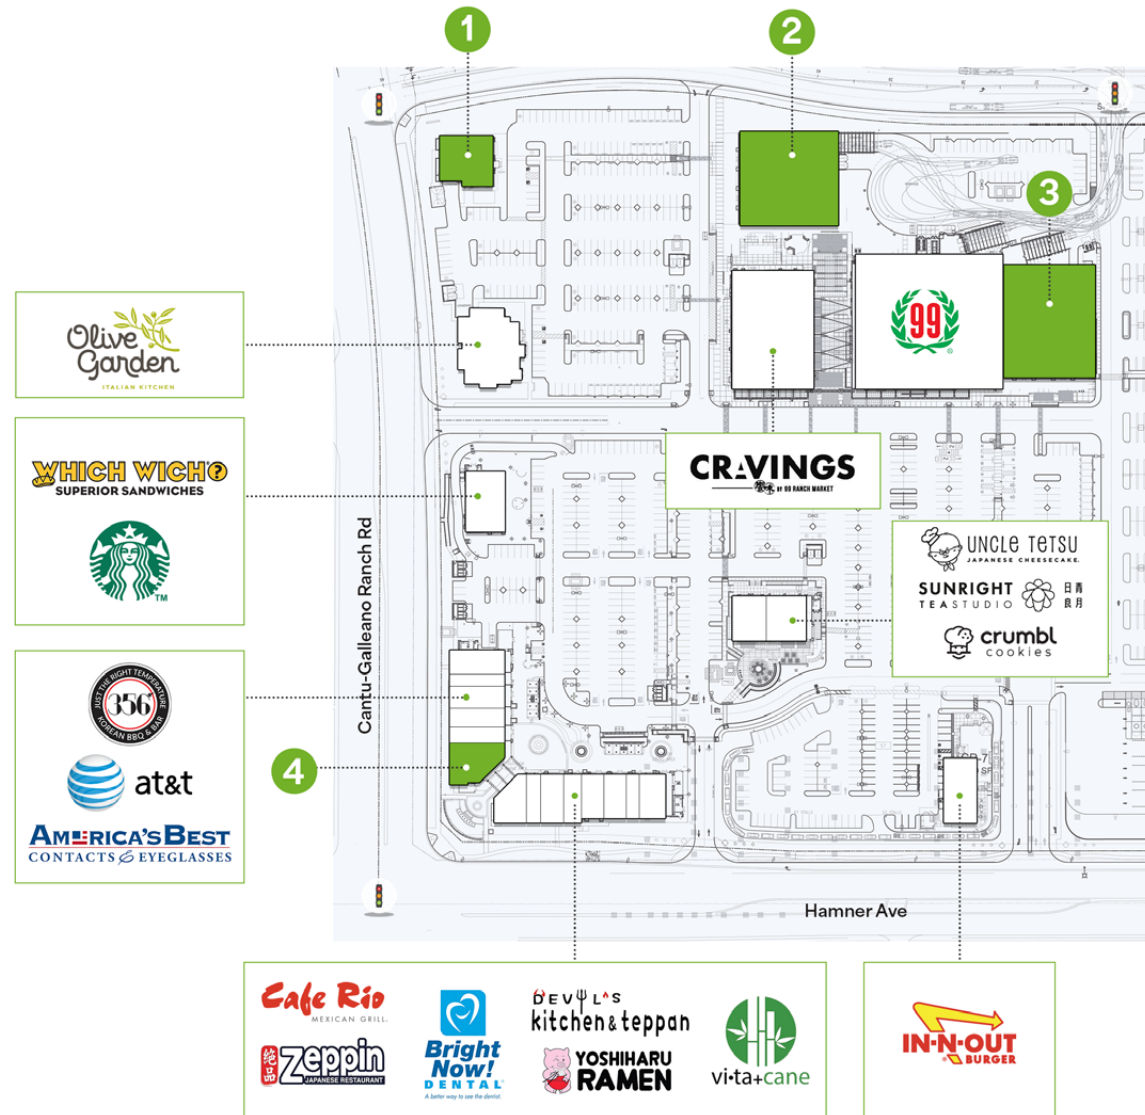 1
2
3
Olive
Garden
ITALIAN KITCHEN
99
WHICH WICH®?
SUPERIOR SANDWICHES
CRAVINGS
BY 99 RANCH MARKET
UNCLE TETSU
JAPANESE CHEESECAKE.
SUNRIGHT
TEA STUDIO
日青
良月
crumbl
cookies
TM
Cantu-Galleano Ranch Rd
JUST THE RIGHT TEMPERATURE
356°
KOREAN BBQ & BAR
at&t
AMERICA'S BEST
CONTACTS & EYEGLASSES
4
Hamner Ave
Cafe Rio
MEXICAN GRILL.
絶品
Zeppin
JAPANESE RESTAURANT
Bright
Now!
DENTAL
A better way to see the dentist.
DEVIL'S
kitchen & teppan
YOSHIHARU
RAMEN
vi•ta+cane
IN-N-OUT
BURGER